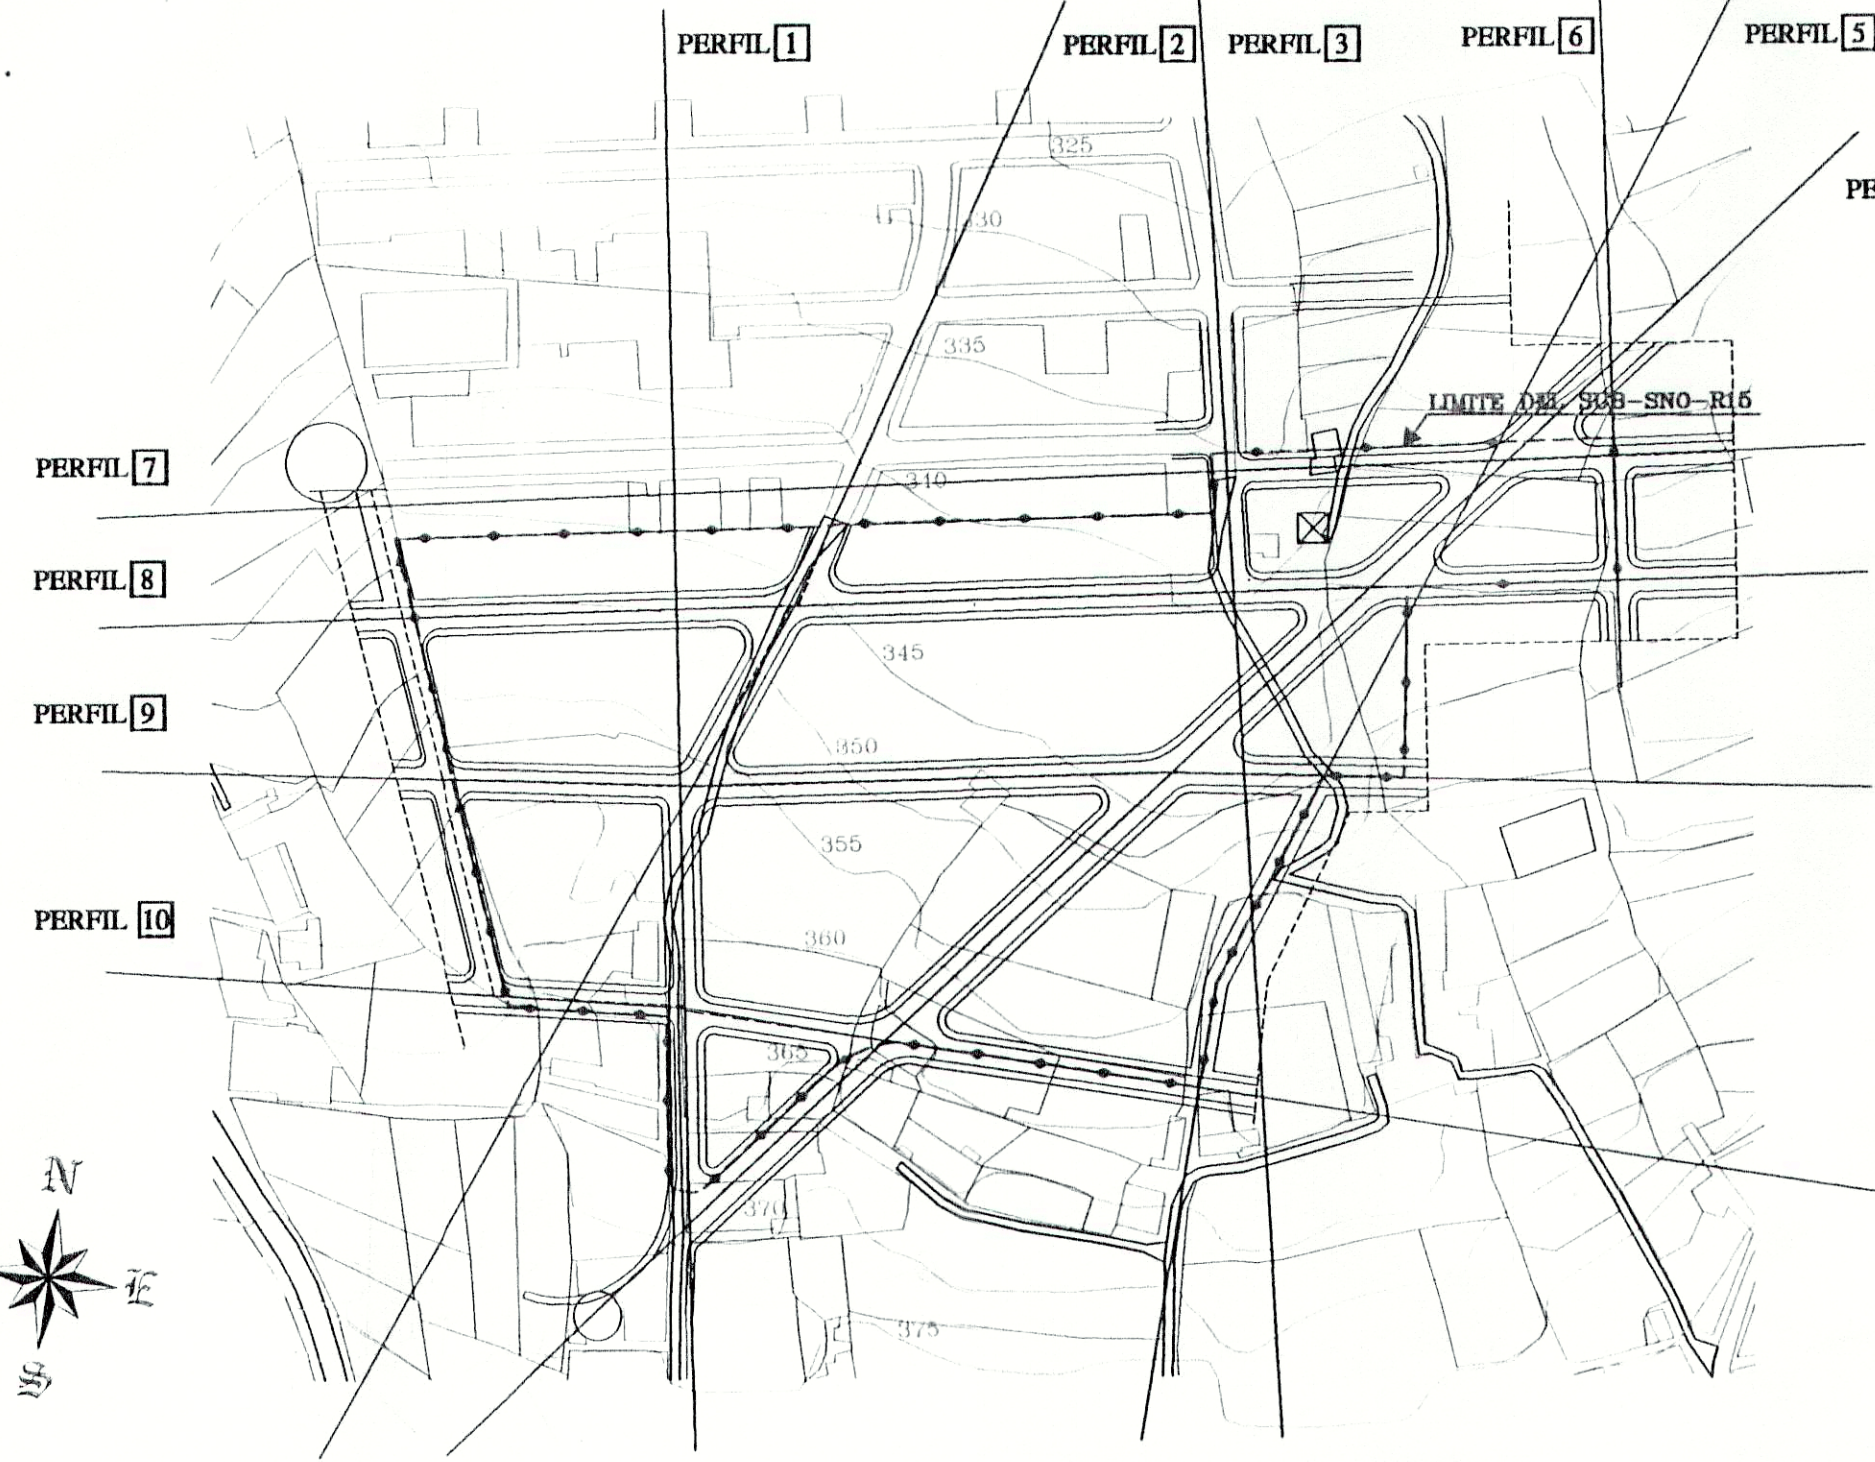 PERFIL 1
PERFIL 2
PERFIL 3
PERFIL 6
PERFIL 5
325
PE
330
335
LIMITE DEL SUB-SNO-R15
PERFIL 7
340
PERFIL 8
345
PERFIL 9
350
355
PERFIL 10
360
365
N
370
E
375
S